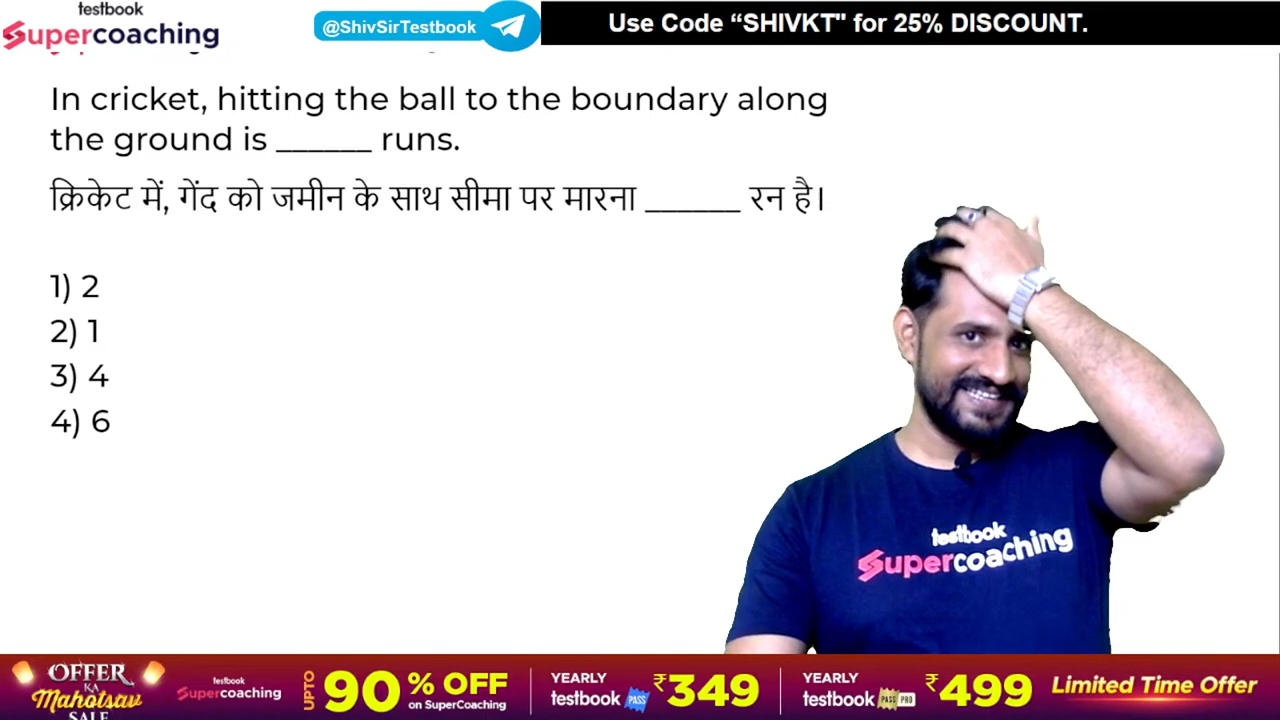 testbook
Supercoaching
@ShivSirTestbook
Use Code “SHIVKT" for 25% DISCOUNT.
In cricket, hitting the ball to the boundary along
the ground is ______ runs.
क्रिकेट में, गेंद को जमीन के साथ सीमा पर मारना ______ रन है।
1) 2
2) 1
3) 4
4) 6
testbook
Supercoaching
OFFER
KA
Mahotsav
SALE
testbook
Supercoaching
UPTO
90% OFF
on SuperCoaching
YEARLY
testbook PASS
₹349
YEARLY
testbook PASS PRO
₹499
Limited Time Offer